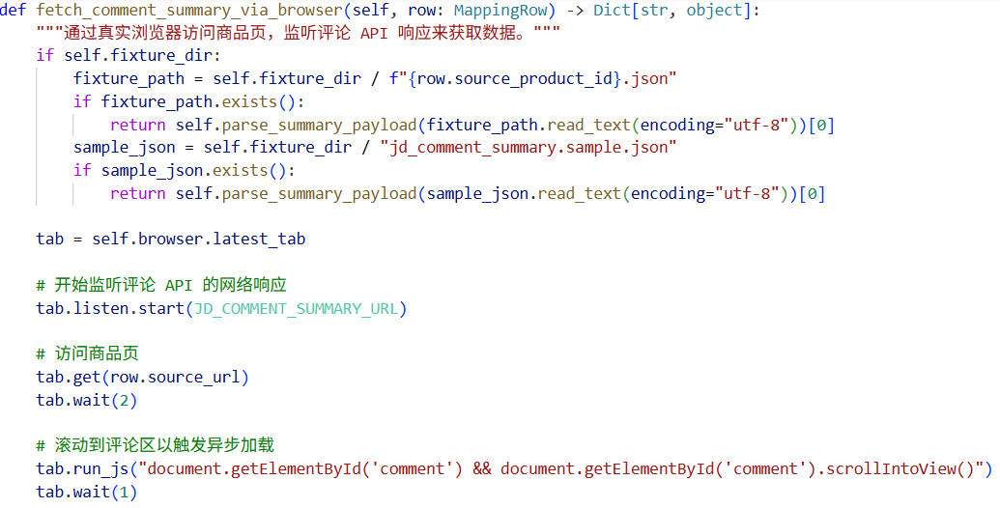 def fetch_comment_summary_via_browser(self, row: MappingRow) -> Dict[str, object]:
    """通过真实浏览器访问商品页，监听评论 API 响应来获取数据。"""
    if self.fixture_dir:
        fixture_path = self.fixture_dir / f"{row.source_product_id}.json"
        if fixture_path.exists():
            return self.parse_summary_payload(fixture_path.read_text(encoding="utf-8"))[0]
        sample_json = self.fixture_dir / "jd_comment_summary.sample.json"
        if sample_json.exists():
            return self.parse_summary_payload(sample_json.read_text(encoding="utf-8"))[0]

    tab = self.browser.latest_tab

    # 开始监听评论 API 的网络响应
    tab.listen.start(JD_COMMENT_SUMMARY_URL)

    # 访问商品页
    tab.get(row.source_url)
    tab.wait(2)

    # 滚动到评论区以触发异步加载
    tab.run_js("document.getElementById('comment') && document.getElementById('comment').scrollIntoView()")
    tab.wait(1)